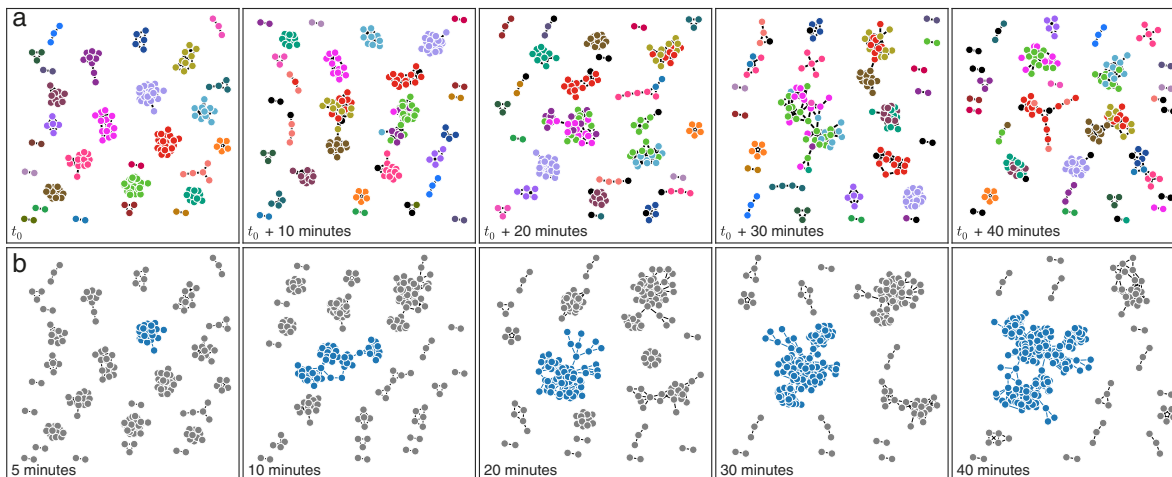 a
t₀
t₀ + 10 minutes
t₀ + 20 minutes
t₀ + 30 minutes
t₀ + 40 minutes
b
5 minutes
10 minutes
20 minutes
30 minutes
40 minutes